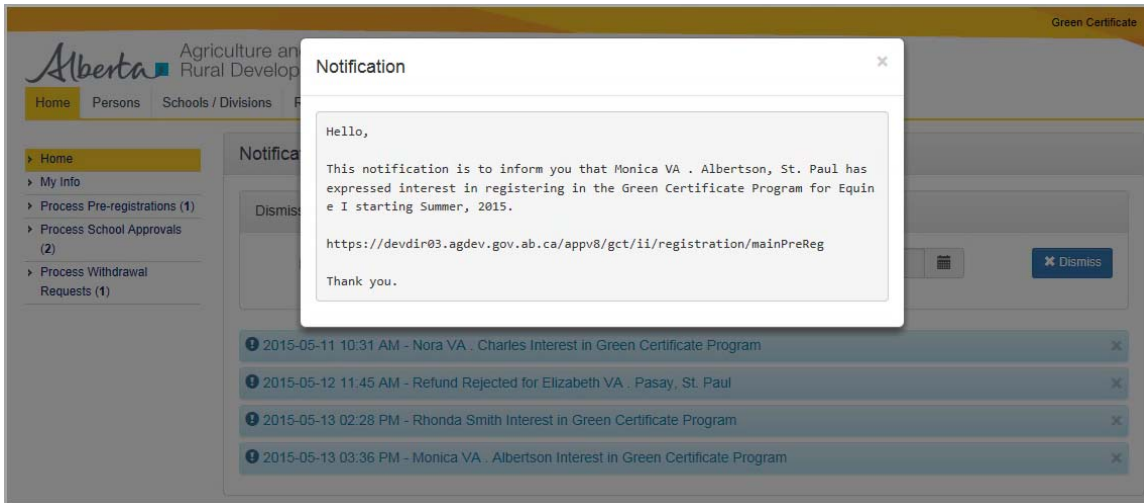 Green Certificate
Alberta Agriculture an
Rural Develop
Home Persons Schools / Divisions
Notification ×
Hello,
This notification is to inform you that Monica VA . Albertson, St. Paul has
expressed interest in registering in the Green Certificate Program for Equin
e I starting Summer, 2015.
https://devdir03.agdev.gov.ab.ca/appv8/gct/ii/registration/mainPreReg
Thank you.
Home
My Info
Process Pre-registrations (1)
Process School Approvals
(2)
Process Withdrawal
Requests (1)
Notifica
Dismiss
Dismiss
2015-05-11 10:31 AM - Nora VA . Charles Interest in Green Certificate Program
2015-05-12 11:45 AM - Refund Rejected for Elizabeth VA . Pasay, St. Paul
2015-05-13 02:28 PM - Rhonda Smith Interest in Green Certificate Program
2015-05-13 03:36 PM - Monica VA . Albertson Interest in Green Certificate Program